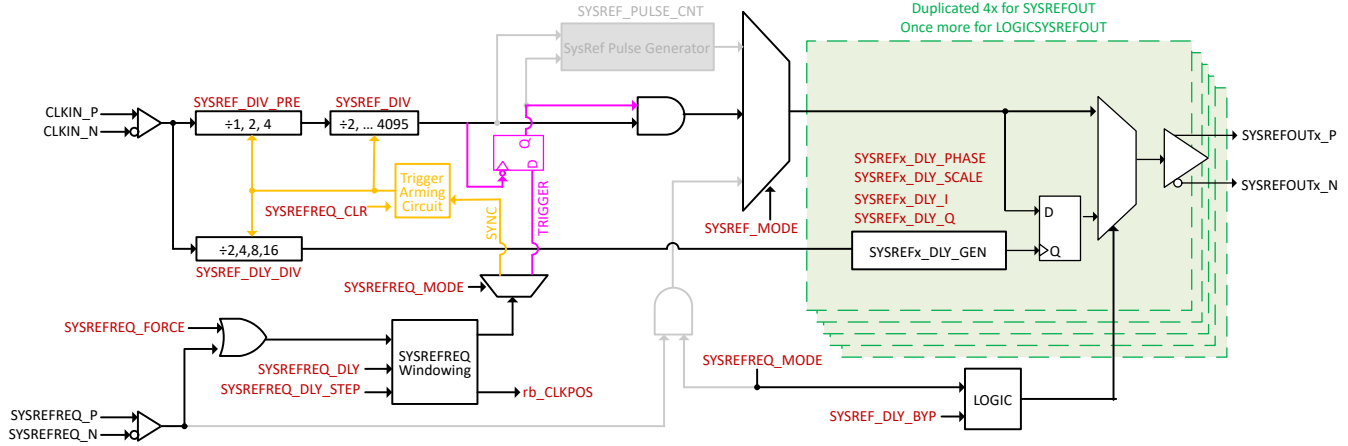 Duplicated 4x for SYSREFOUT
Once more for LOGICSYSREFOUT
SYSREF_PULSE_CNT
SysRef Pulse Generator
CLKIN_P
CLKIN_N
SYSREF_DIV_PRE
÷1, 2, 4
SYSREF_DIV
÷2, ... 4095
Q
D
TRIGGER
Trigger
Arming
Circuit
SYSREFREQ_CLR
SYNC
÷2,4,8,16
SYSREF_DLY_DIV
SYSREF_MODE
SYSREFx_DLY_PHASE
SYSREFx_DLY_SCALE
SYSREFx_DLY_I
SYSREFx_DLY_Q
SYSREFx_DLY_GEN
D
Q
SYSREFOUTx_P
SYSREFOUTx_N
SYSREFREQ_MODE
SYSREFREQ_FORCE
SYSREFREQ
Windowing
SYSREFREQ_DLY
SYSREFREQ_DLY_STEP
rb_CLKPOS
SYSREFREQ_MODE
LOGIC
SYSREF_DLY_BYP
SYSREFREQ_P
SYSREFREQ_N